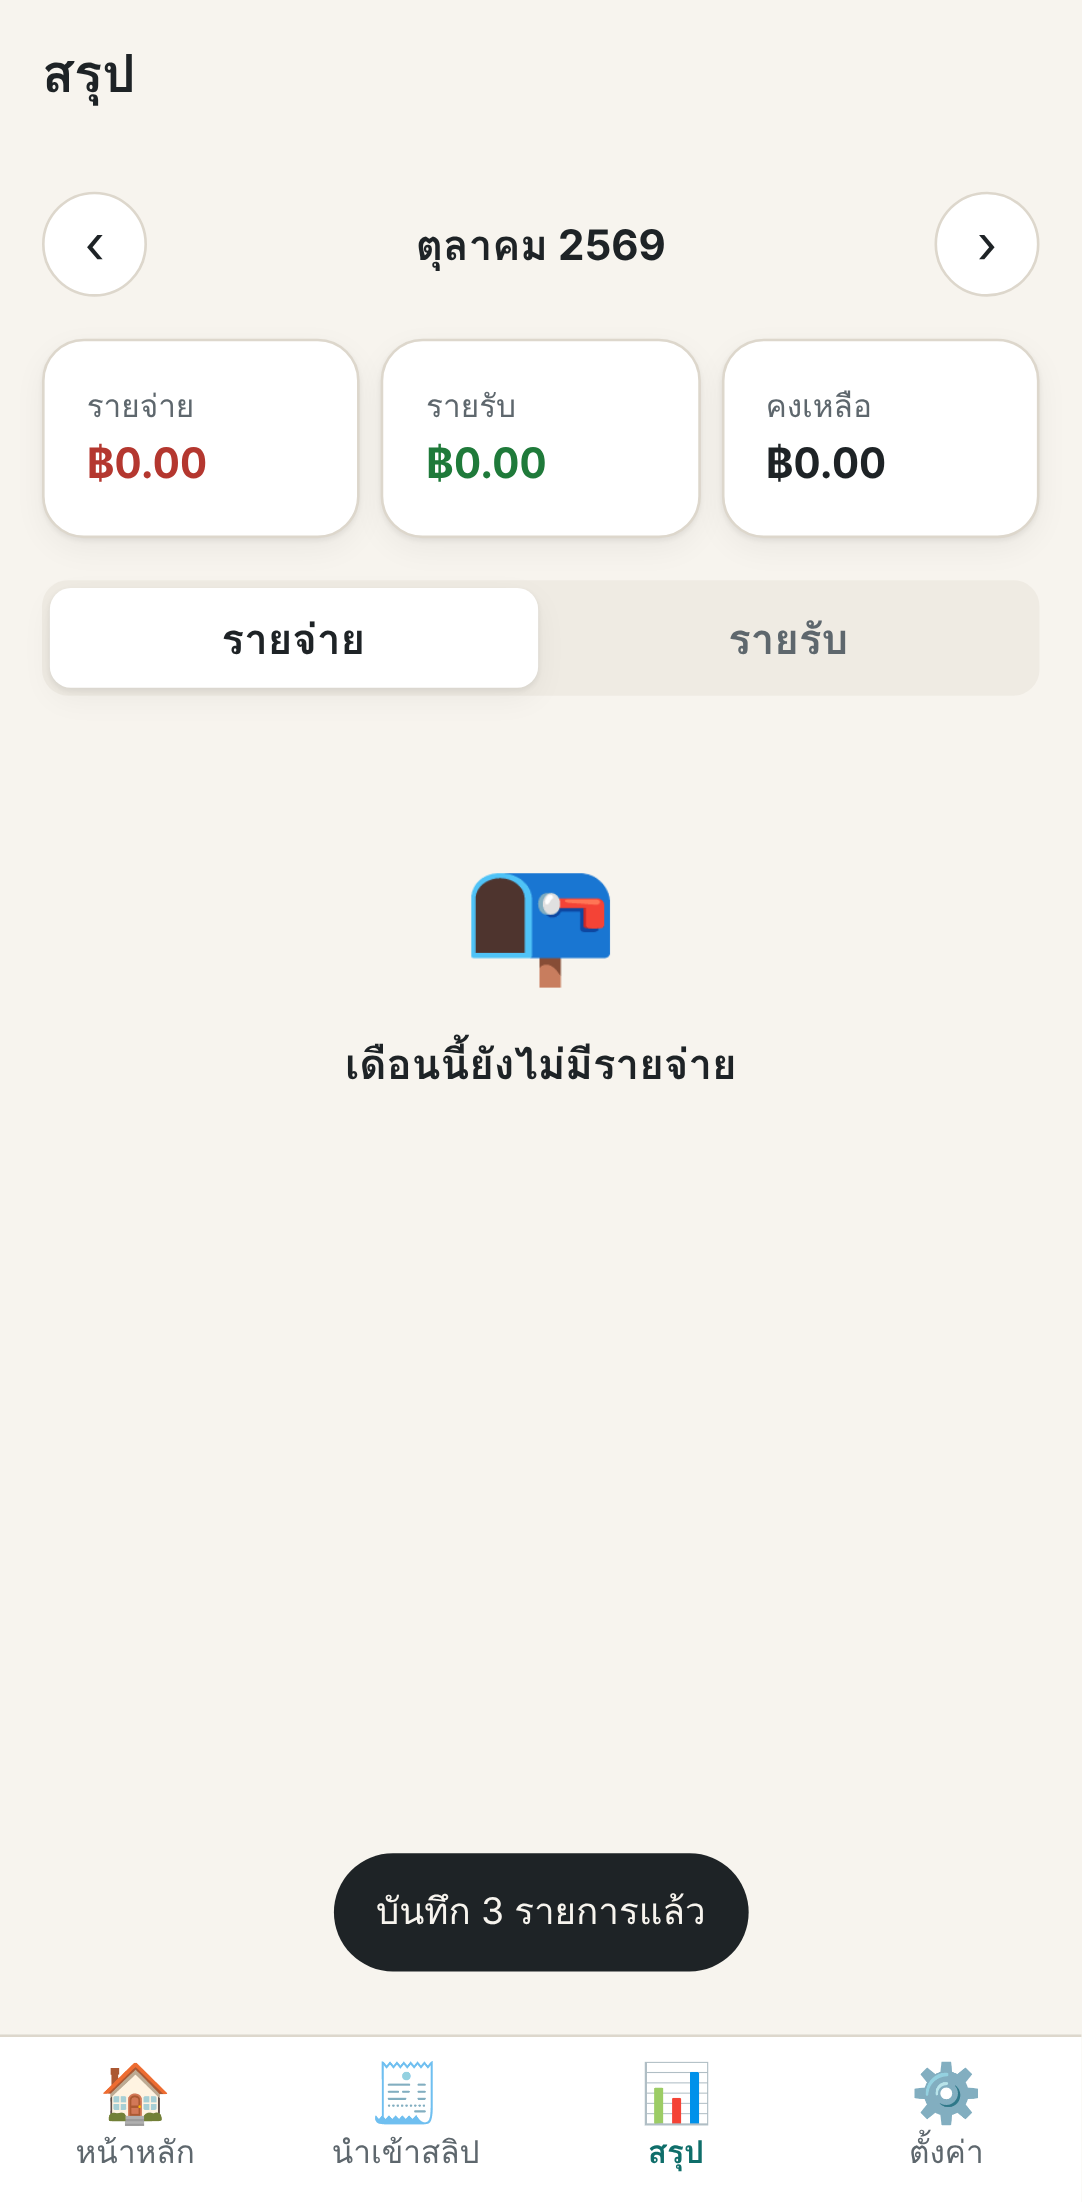 สรุป
‹ ตุลาคม 2569 ›
รายจ่าย รายรับ คงเหลือ
฿0.00 ฿0.00 ฿0.00
รายจ่าย รายรับ
เดือนนี้ยังไม่มีรายจ่าย
บันทึก 3 รายการแล้ว
หน้าหลัก นำเข้าสลิป สรุป ตั้งค่า